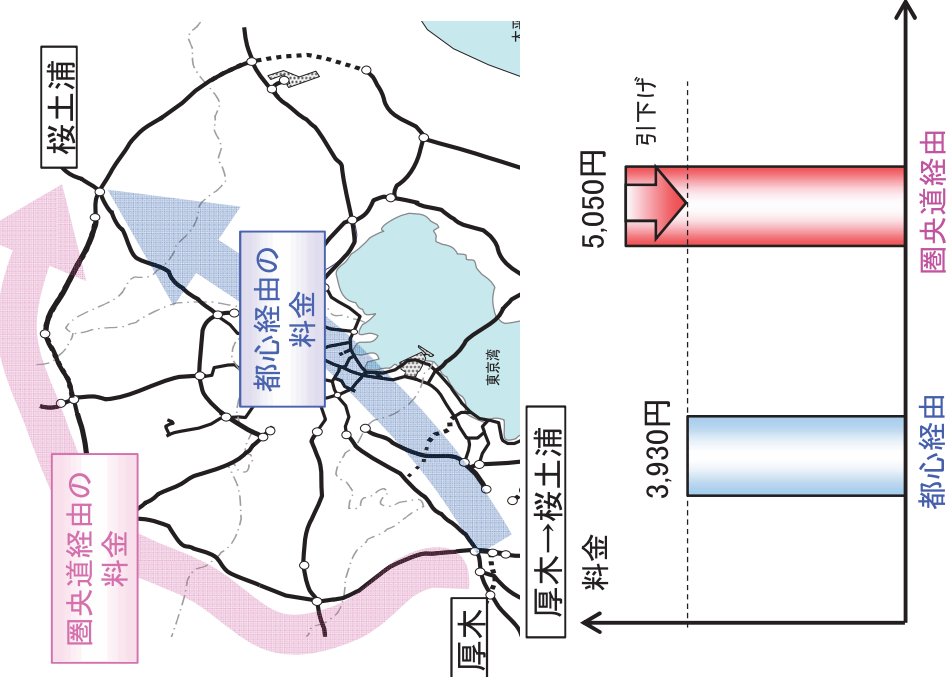 桜土浦
圏央道経由の
料金
都心経由の
料金
厚木
東京湾
厚木→桜土浦
料金
3,930円
5,050円
引下げ
都心経由
圏央道経由